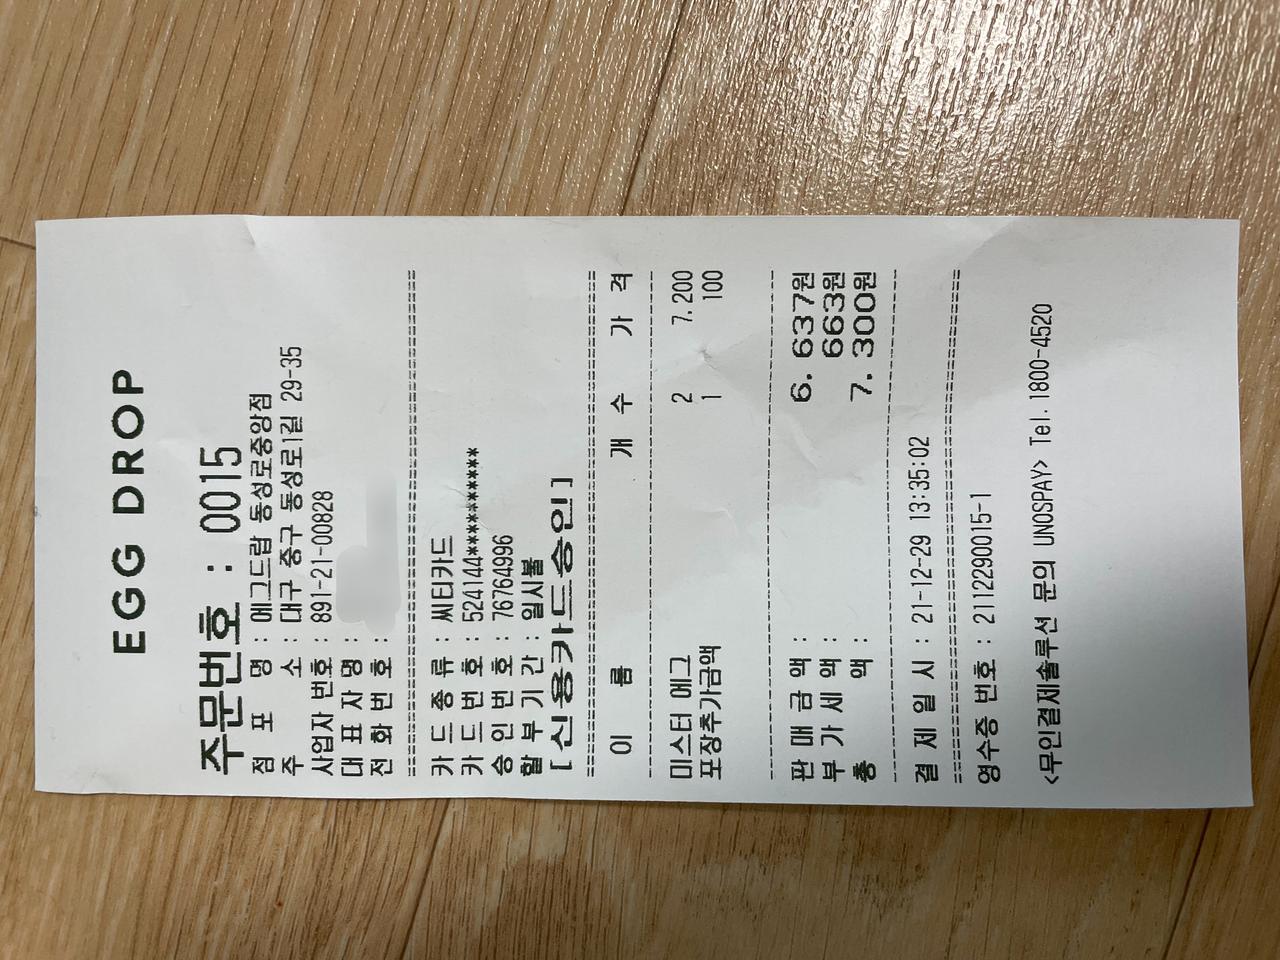 EGG DROP
주문번호 : 0015
점 포 명 : 에그드랍 동성로중앙점
주 소 : 대구 중구 동성로1길 29-35
사업자 번호 : 891-21-00828
대 표 자 명 :
전 화 번 호 :
카 드 종 류 : 씨티카드
카 드 번 호 : 524144**********
승 인 번 호 : 76764996
할 부 기 간 : 일시불
[신용카드승인]
이 룸 개 수 가 격
미스터 에그 2 7.200
포장추가금액 1 100
판 매 금 액 : 6.637원
부 가 세 액 : 663원
총 액 : 7.300원
결 제 일 시 : 21-12-29 13:35:02
영수증 번호 : 2112290015-1
<무인결제솔루션 문의 UNOSPAY> Tel.1800-4520